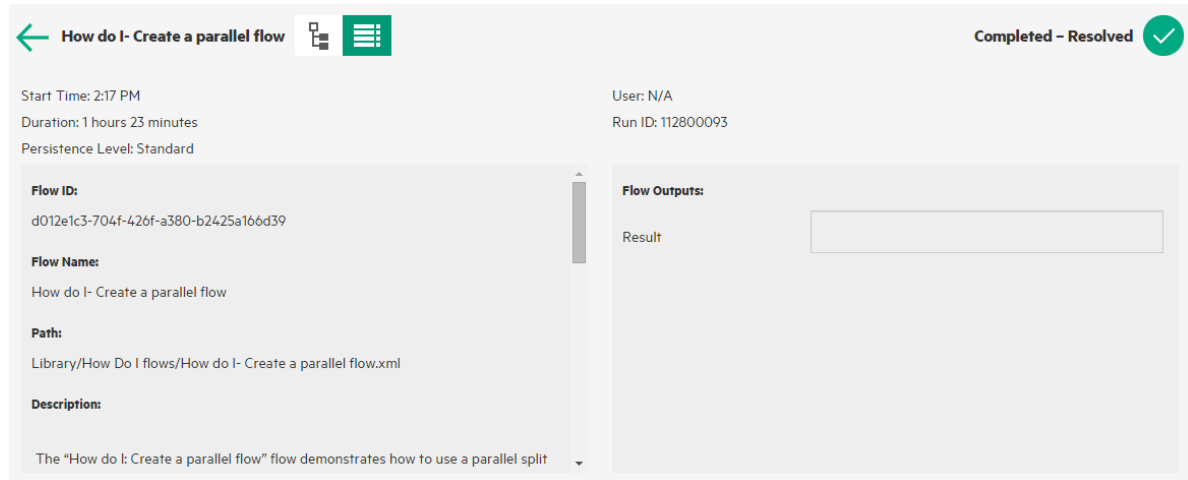 How do I- Create a parallel flow
Completed – Resolved
Start Time: 2:17 PM
Duration: 1 hours 23 minutes
Persistence Level: Standard
User: N/A
Run ID: 112800093
Flow ID:
d012e1c3-704f-426f-a380-b2425a166d39
Flow Name:
How do I- Create a parallel flow
Path:
Library/How Do I flows/How do I- Create a parallel flow.xml
Description:
The “How do I: Create a parallel flow” flow demonstrates how to use a parallel split
Flow Outputs:
Result